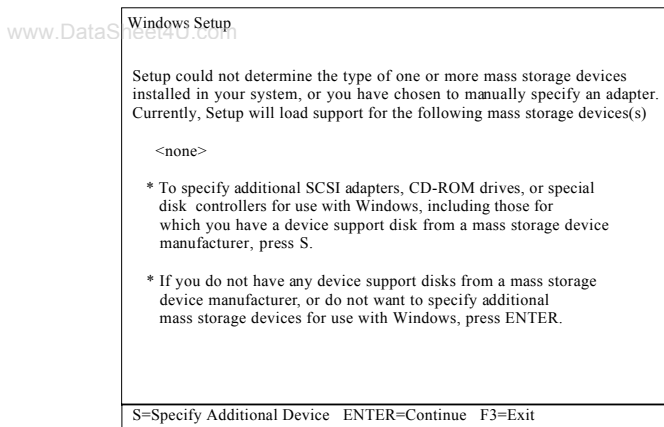 Windows Setup
www.DataSheet4U.com
Setup could not determine the type of one or more mass storage devices
installed in your system, or you have chosen to manually specify an adapter.
Currently, Setup will load support for the following mass storage devices(s)
<none>
* To specify additional SCSI adapters, CD-ROM drives, or special
disk controllers for use with Windows, including those for
which you have a device support disk from a mass storage device
manufacturer, press S.
* If you do not have any device support disks from a mass storage
device manufacturer, or do not want to specify additional
mass storage devices for use with Windows, press ENTER.
S=Specify Additional Device ENTER=Continue F3=Exit